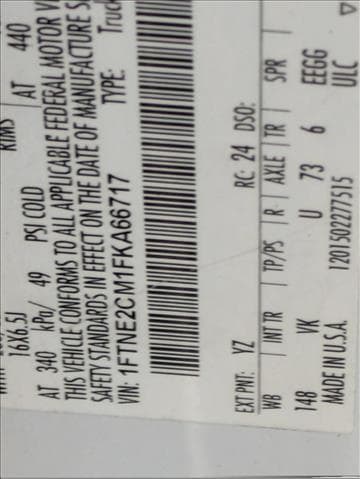 RIMS
16X6.5J
AT 340 kPa/ 49 PSI COLD AT 440
THIS VEHICLE CONFORMS TO ALL APPLICABLE FEDERAL MOTOR V
SAFETY STANDARDS IN EFFECT ON THE DATE OF MANUFACTURE S
VIN: 1FTNE2CM1FKA66717 TYPE: Truck
EXT PNT: YZ RC: 24 DSO:
WB | INT TR | TP/PS | R | AXLE | TR | SPR |
148 VK U 73 6 EEGG
MADE IN U.S.A. 1201502277515 ULC